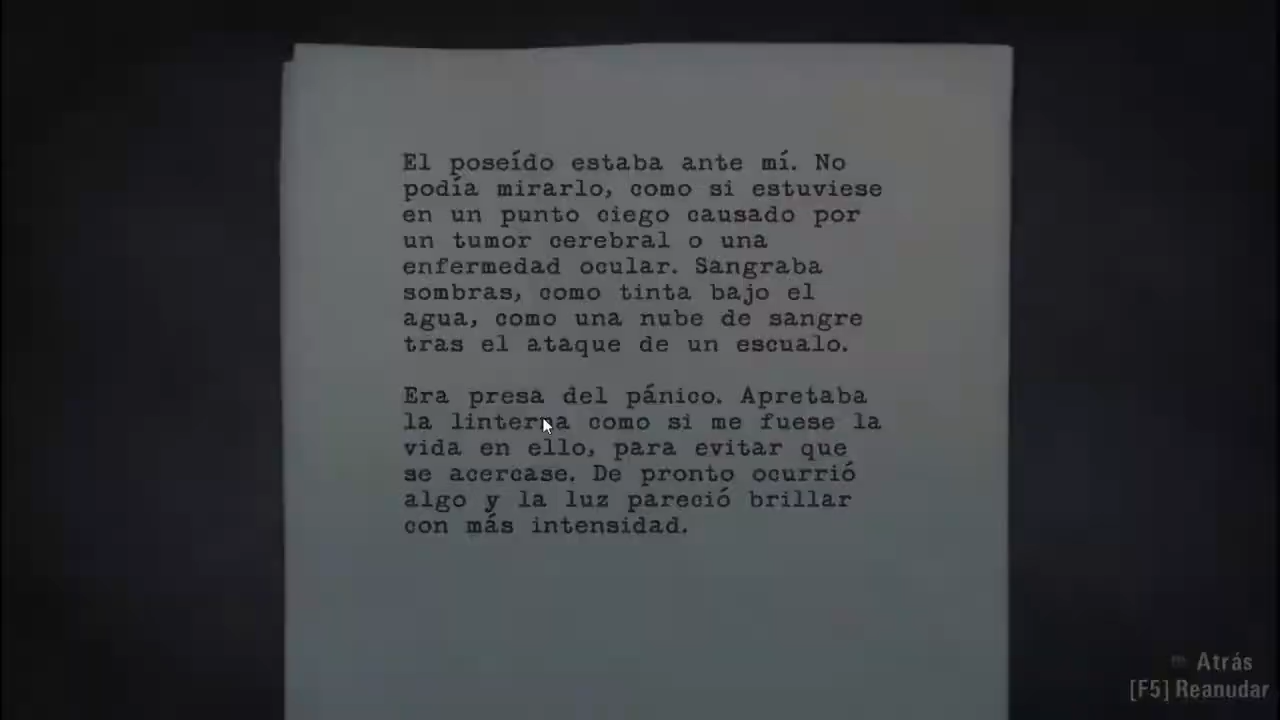 El poseído estaba ante mí. No
podía mirarlo, como si estuviese
en un punto ciego causado por
un tumor cerebral o una
enfermedad ocular. Sangraba
sombras, como tinta bajo el
agua, como una nube de sangre
tras el ataque de un escualo.
Era presa del pánico. Apretaba
la linterna como si me fuese la
vida en ello, para evitar que
se acercase. De pronto ocurrió
algo y la luz pareció brillar
con más intensidad.
Atrás
[F5] Reanudar